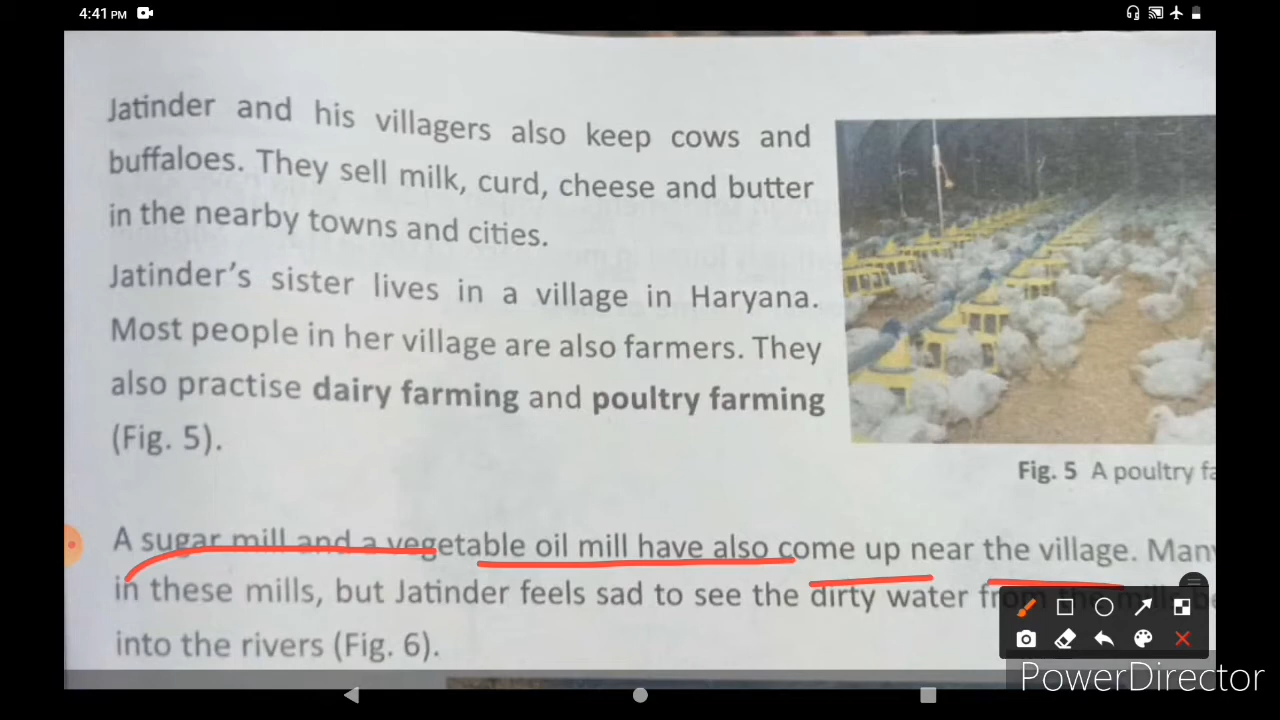 4:41 PM
Jatinder and his villagers also keep cows and
buffaloes. They sell milk, curd, cheese and butter
in the nearby towns and cities.
Jatinder's sister lives in a village in Haryana.
Most people in her village are also farmers. They
also practise dairy farming and poultry farming
(Fig. 5).
Fig. 5 A poultry
A sugar mill and a vegetable oil mill have also come up near the village.
in these mills, but Jatinder feels sad to see the dirty water from the mills
into the rivers (Fig. 6).
PowerDirector